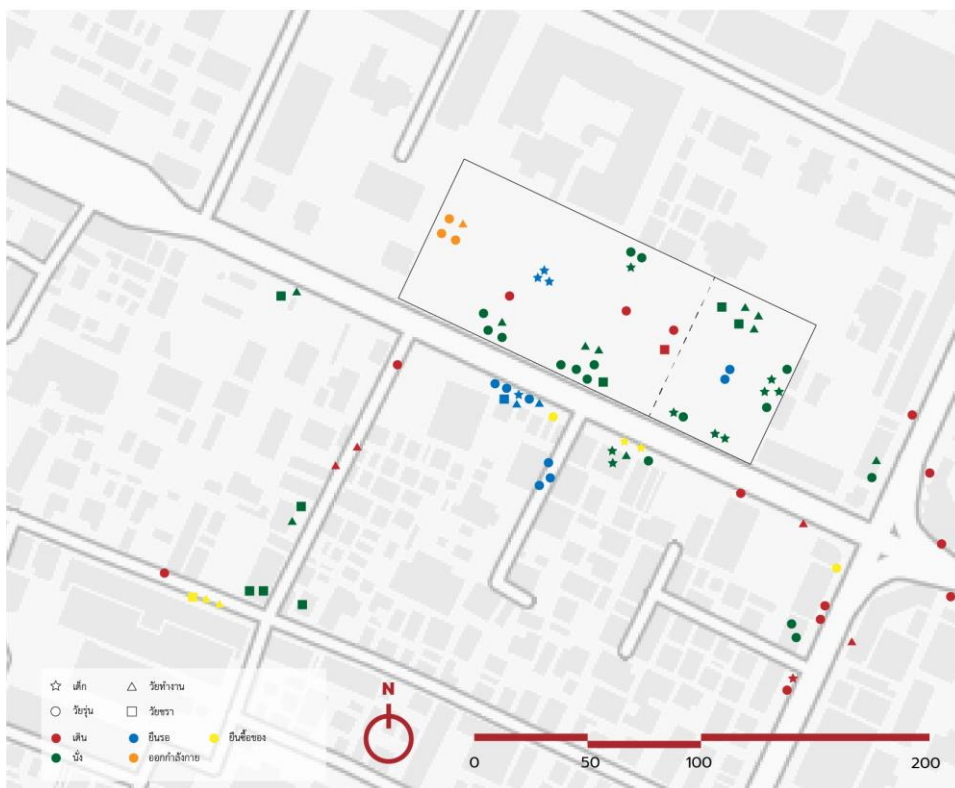 เด็ก วัยทำงาน
วัยรุ่น วัยชรา
เดิน ยืนรอ ยืนซื้อของ
นั่ง ออกกำลังกาย
N
0 50 100 200